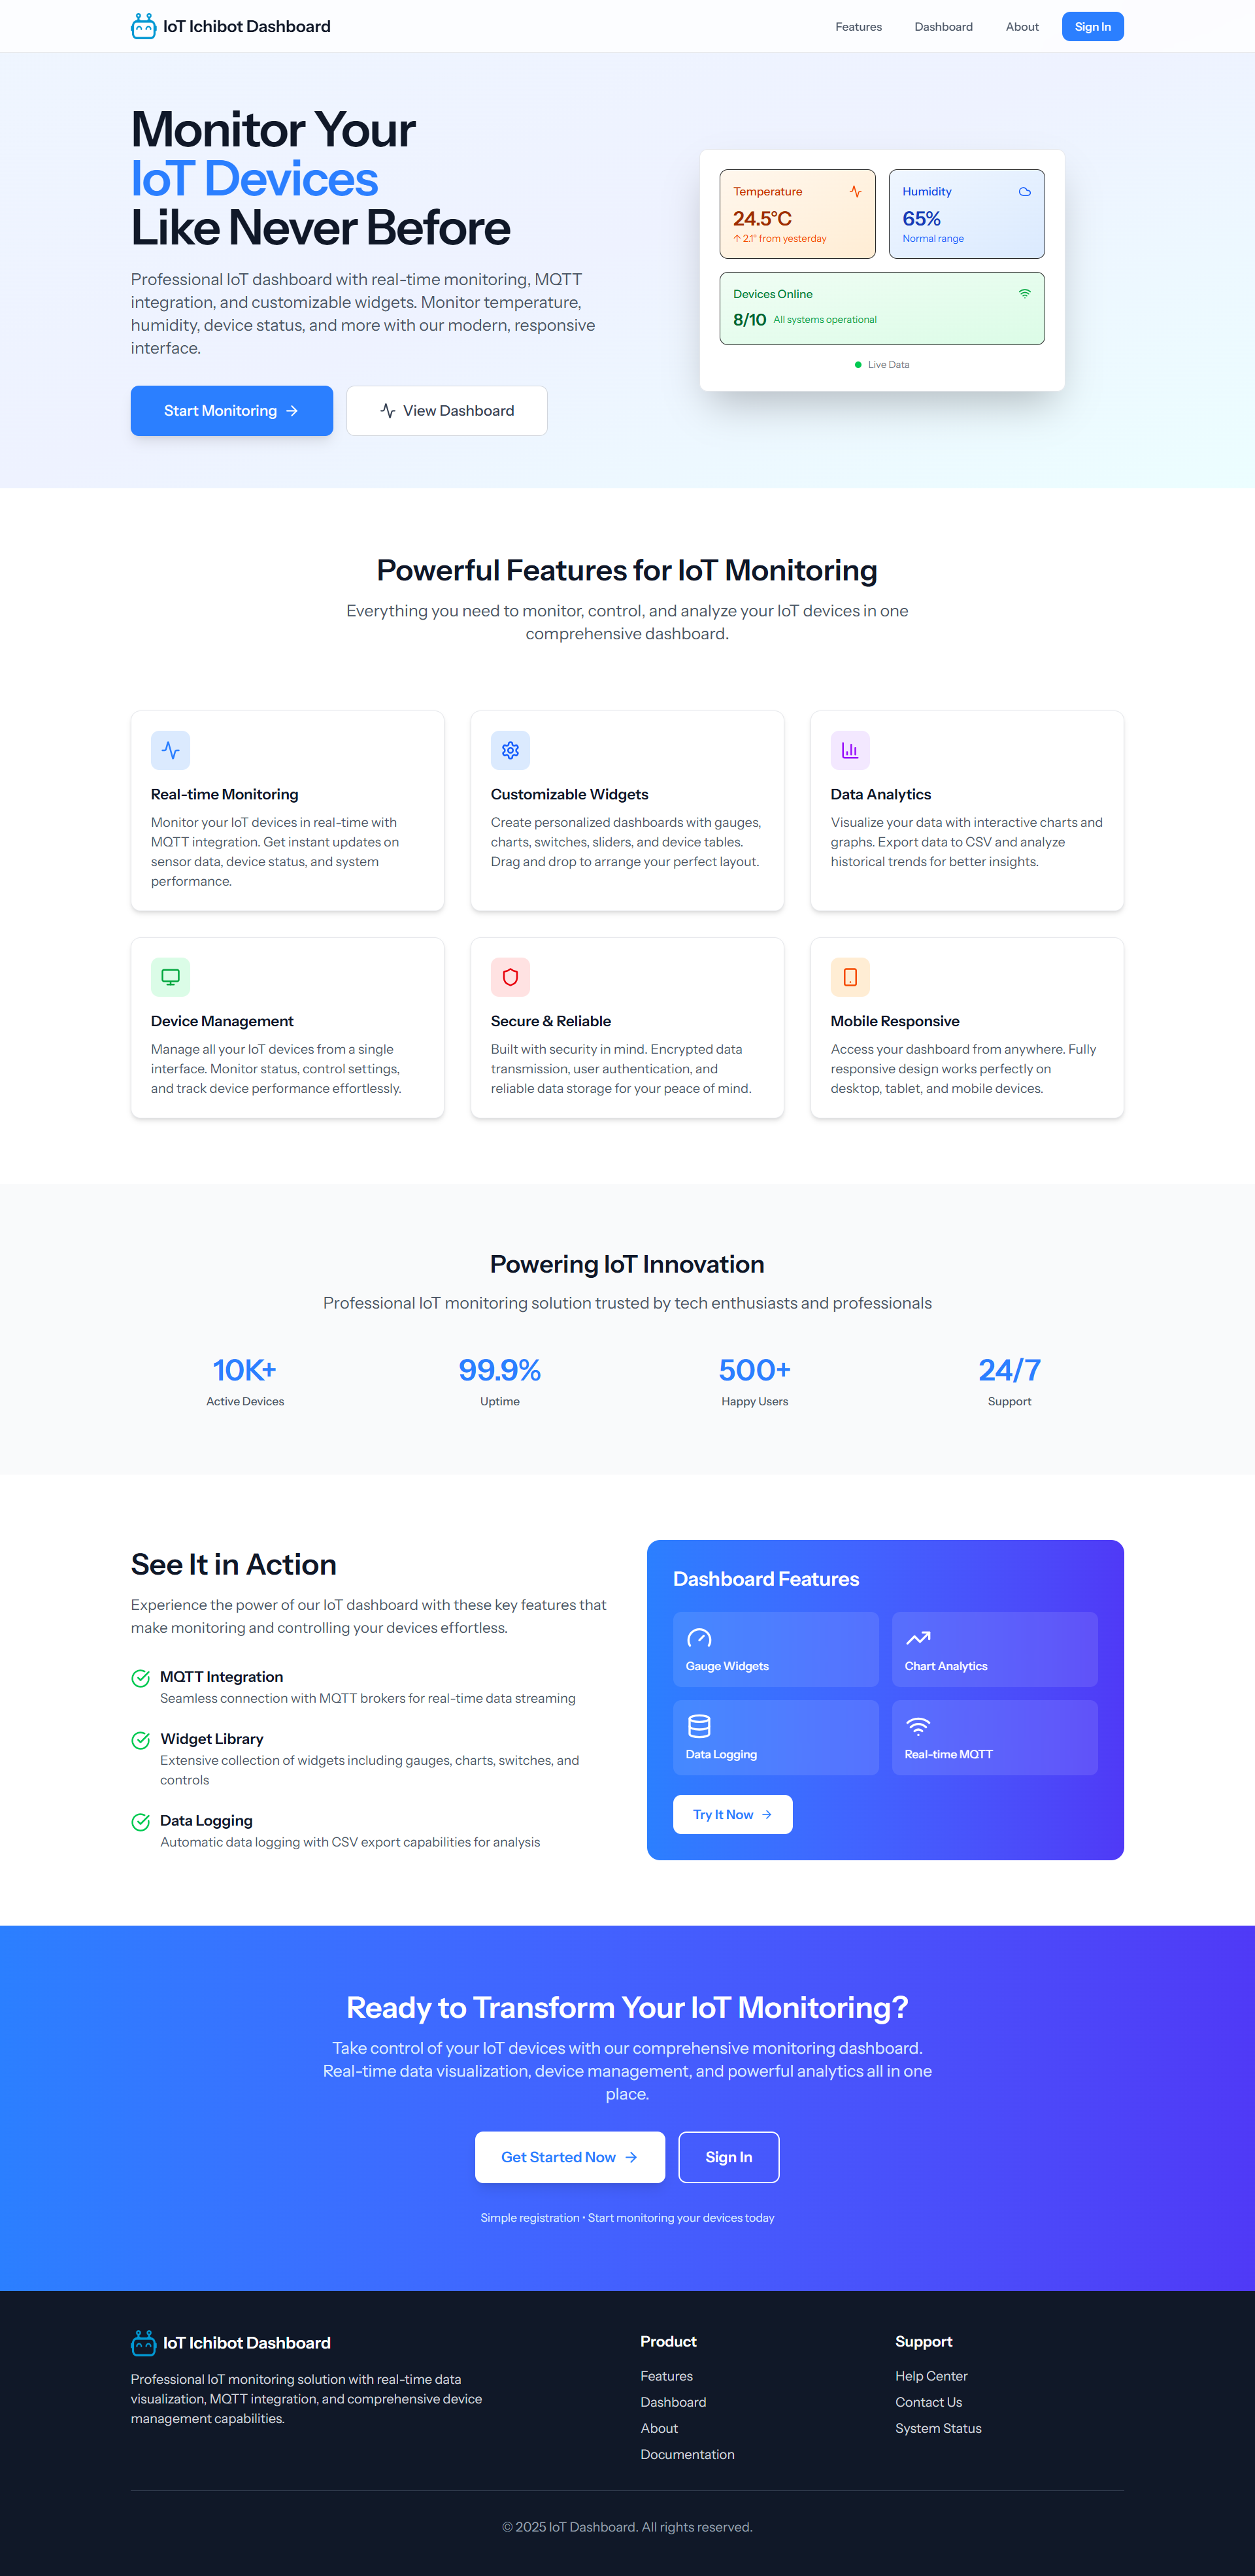 IoT Ichibot Dashboard
Features
Dashboard
About
Sign In
Monitor Your
IoT Devices
Like Never Before
Professional IoT dashboard with real-time monitoring, MQTT
integration, and customizable widgets. Monitor temperature,
humidity, device status, and more with our modern, responsive
interface.
Start Monitoring
View Dashboard
Temperature
24.5°C
↑ 2.1° from yesterday
Humidity
65%
Normal range
Devices Online
8/10 All systems operational
Live Data
Powerful Features for IoT Monitoring
Everything you need to monitor, control, and analyze your IoT devices in one
comprehensive dashboard.
Real-time Monitoring
Monitor your IoT devices in real-time with
MQTT integration. Get instant updates on
sensor data, device status, and system
performance.
Customizable Widgets
Create personalized dashboards with gauges,
charts, switches, sliders, and device tables.
Drag and drop to arrange your perfect layout.
Data Analytics
Visualize your data with interactive charts and
graphs. Export data to CSV and analyze
historical trends for better insights.
Device Management
Manage all your IoT devices from a single
interface. Monitor status, control settings,
and track device performance effortlessly.
Secure & Reliable
Built with security in mind. Encrypted data
transmission, user authentication, and
reliable data storage for your peace of mind.
Mobile Responsive
Access your dashboard from anywhere. Fully
responsive design works perfectly on
desktop, tablet, and mobile devices.
Powering IoT Innovation
Professional IoT monitoring solution trusted by tech enthusiasts and professionals
10K+
Active Devices
99.9%
Uptime
500+
Happy Users
24/7
Support
See It in Action
Experience the power of our IoT dashboard with these key features that
make monitoring and controlling your devices effortless.
MQTT Integration
Seamless connection with MQTT brokers for real-time data streaming
Widget Library
Extensive collection of widgets including gauges, charts, switches, and
controls
Data Logging
Automatic data logging with CSV export capabilities for analysis
Dashboard Features
Gauge Widgets
Chart Analytics
Data Logging
Real-time MQTT
Try It Now
Ready to Transform Your IoT Monitoring?
Take control of your IoT devices with our comprehensive monitoring dashboard.
Real-time data visualization, device management, and powerful analytics all in one
place.
Get Started Now
Sign In
Simple registration • Start monitoring your devices today
IoT Ichibot Dashboard
Professional IoT monitoring solution with real-time data
visualization, MQTT integration, and comprehensive device
management capabilities.
Product
Features
Dashboard
About
Documentation
Support
Help Center
Contact Us
System Status
© 2025 IoT Dashboard. All rights reserved.